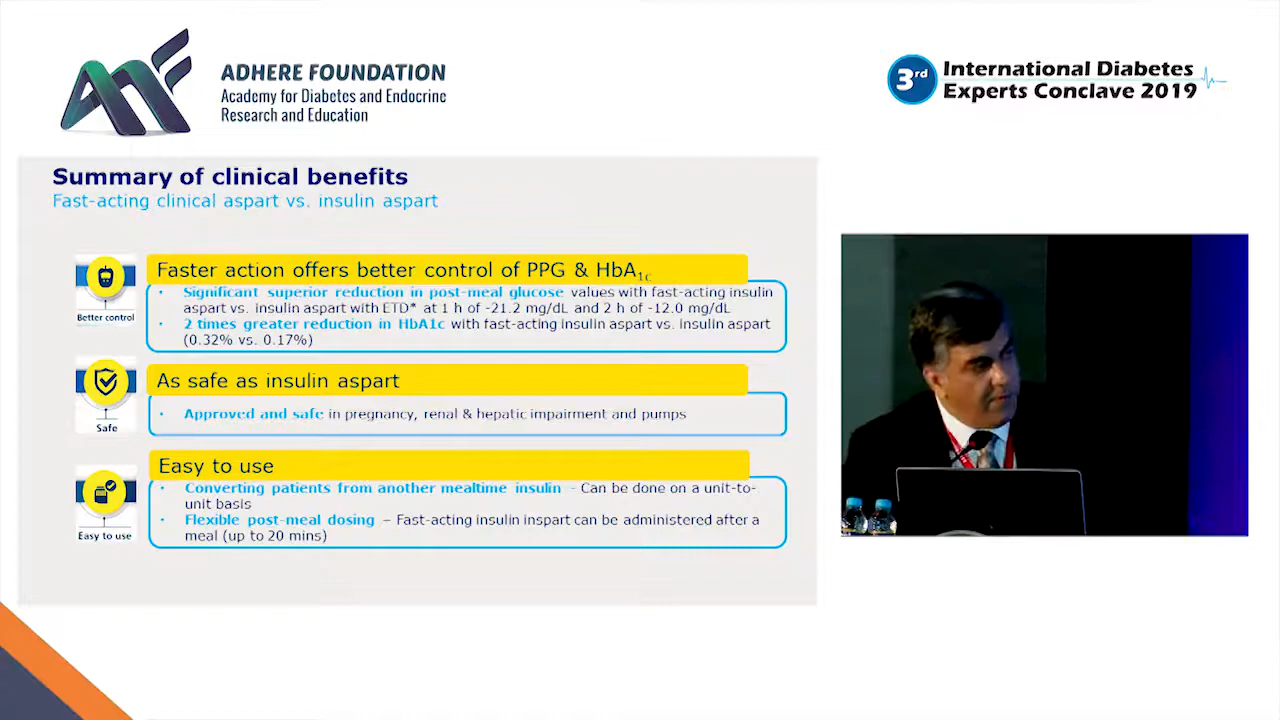 ADHERE FOUNDATION
Academy for Diabetes and Endocrine
Research and Education
3rd
International Diabetes
Experts Conclave 2019
Summary of clinical benefits
Fast-acting clinical aspart vs. insulin aspart
Better control
Faster action offers better control of PPG & HbA1c
• Significant superior reduction in post-meal glucose values with fast-acting insulin
aspart vs. insulin aspart with ETD* at 1 h of -21.2 mg/dL and 2 h of -12.0 mg/dL
• 2 times greater reduction in HbA1c with fast-acting insulin aspart vs. insulin aspart
(0.32% vs. 0.17%)
Safe
As safe as insulin aspart
• Approved and safe in pregnancy, renal & hepatic impairment and pumps
Easy to use
Easy to use
• Converting patients from another mealtime insulin - Can be done on a unit-to-
unit basis
• Flexible post-meal dosing – Fast-acting insulin inspart can be administered after a
meal (up to 20 mins)